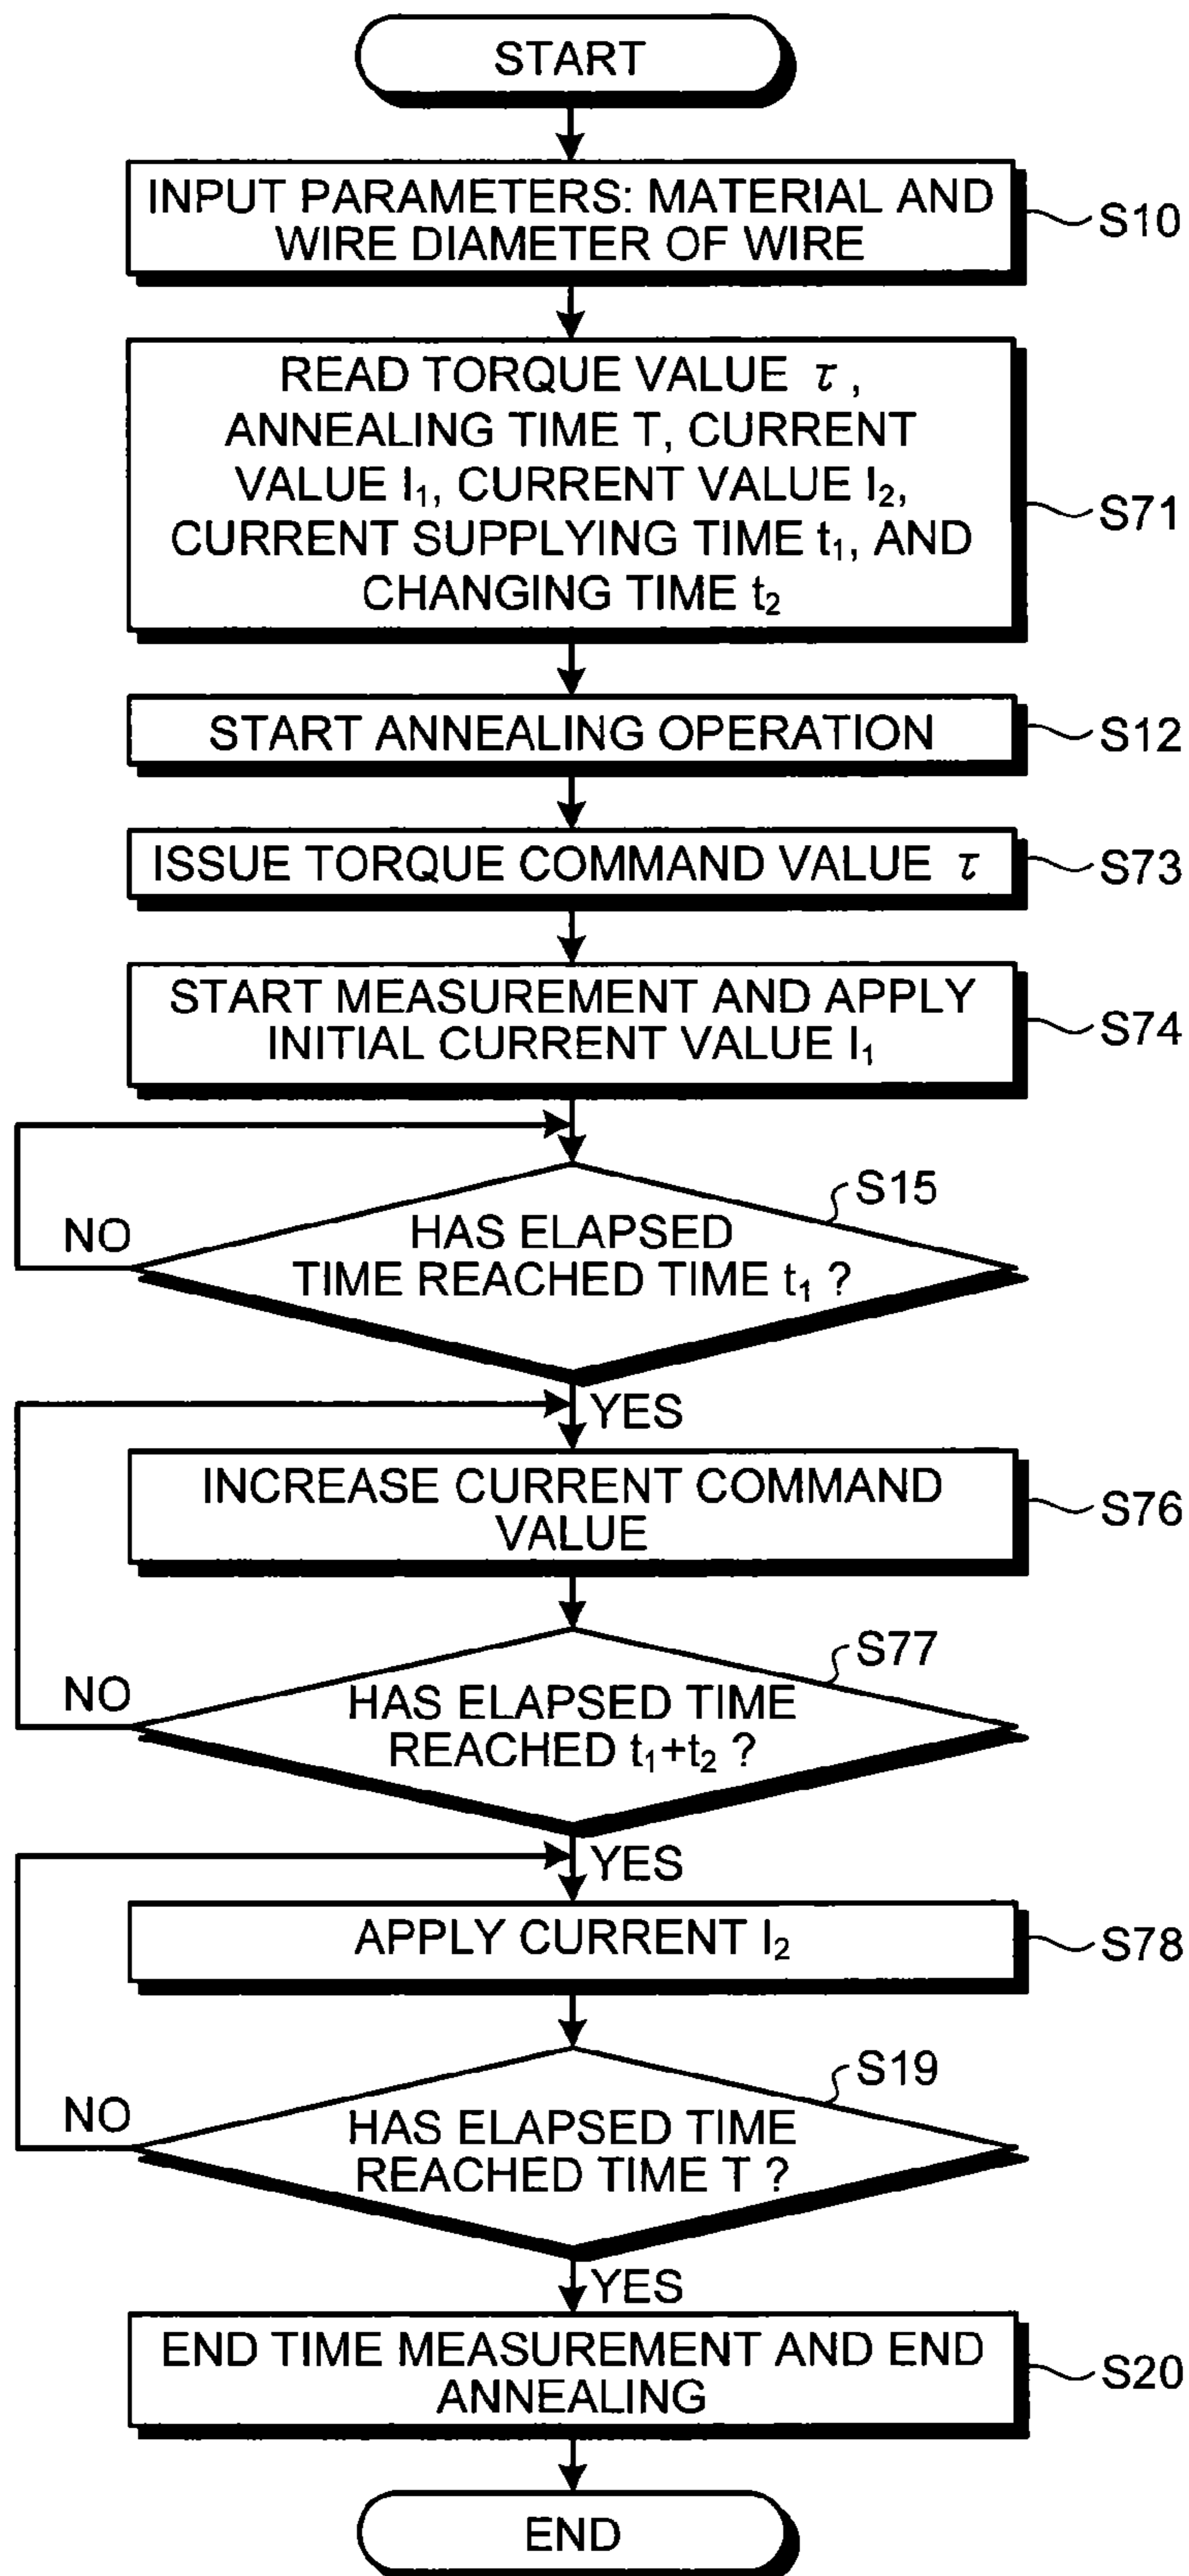 START
INPUT PARAMETERS: MATERIAL AND
WIRE DIAMETER OF WIRE
S10
READ TORQUE VALUE τ,
ANNEALING TIME T, CURRENT
VALUE I₁, CURRENT VALUE I₂,
CURRENT SUPPLYING TIME t₁, AND
CHANGING TIME t₂
S71
START ANNEALING OPERATION
S12
ISSUE TORQUE COMMAND VALUE τ
S73
START MEASUREMENT AND APPLY
INITIAL CURRENT VALUE I₁
S74
S15
HAS ELAPSED
TIME REACHED TIME t₁ ?
NO
YES
INCREASE CURRENT COMMAND
VALUE
S76
S77
HAS ELAPSED TIME
REACHED t₁+t₂ ?
NO
YES
APPLY CURRENT I₂
S78
S19
HAS ELAPSED TIME
REACHED TIME T ?
NO
YES
END TIME MEASUREMENT AND END
ANNEALING
S20
END